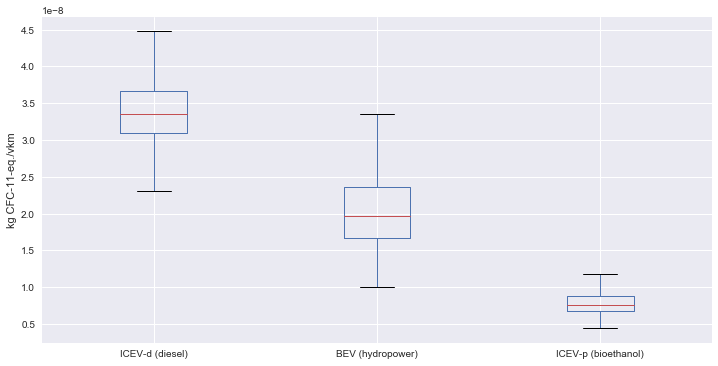 1e−8
kg CFC-11-eq./vkm
4.5
4.0
3.5
3.0
2.5
2.0
1.5
1.0
0.5
ICEV-d (diesel)
BEV (hydropower)
ICEV-p (bioethanol)